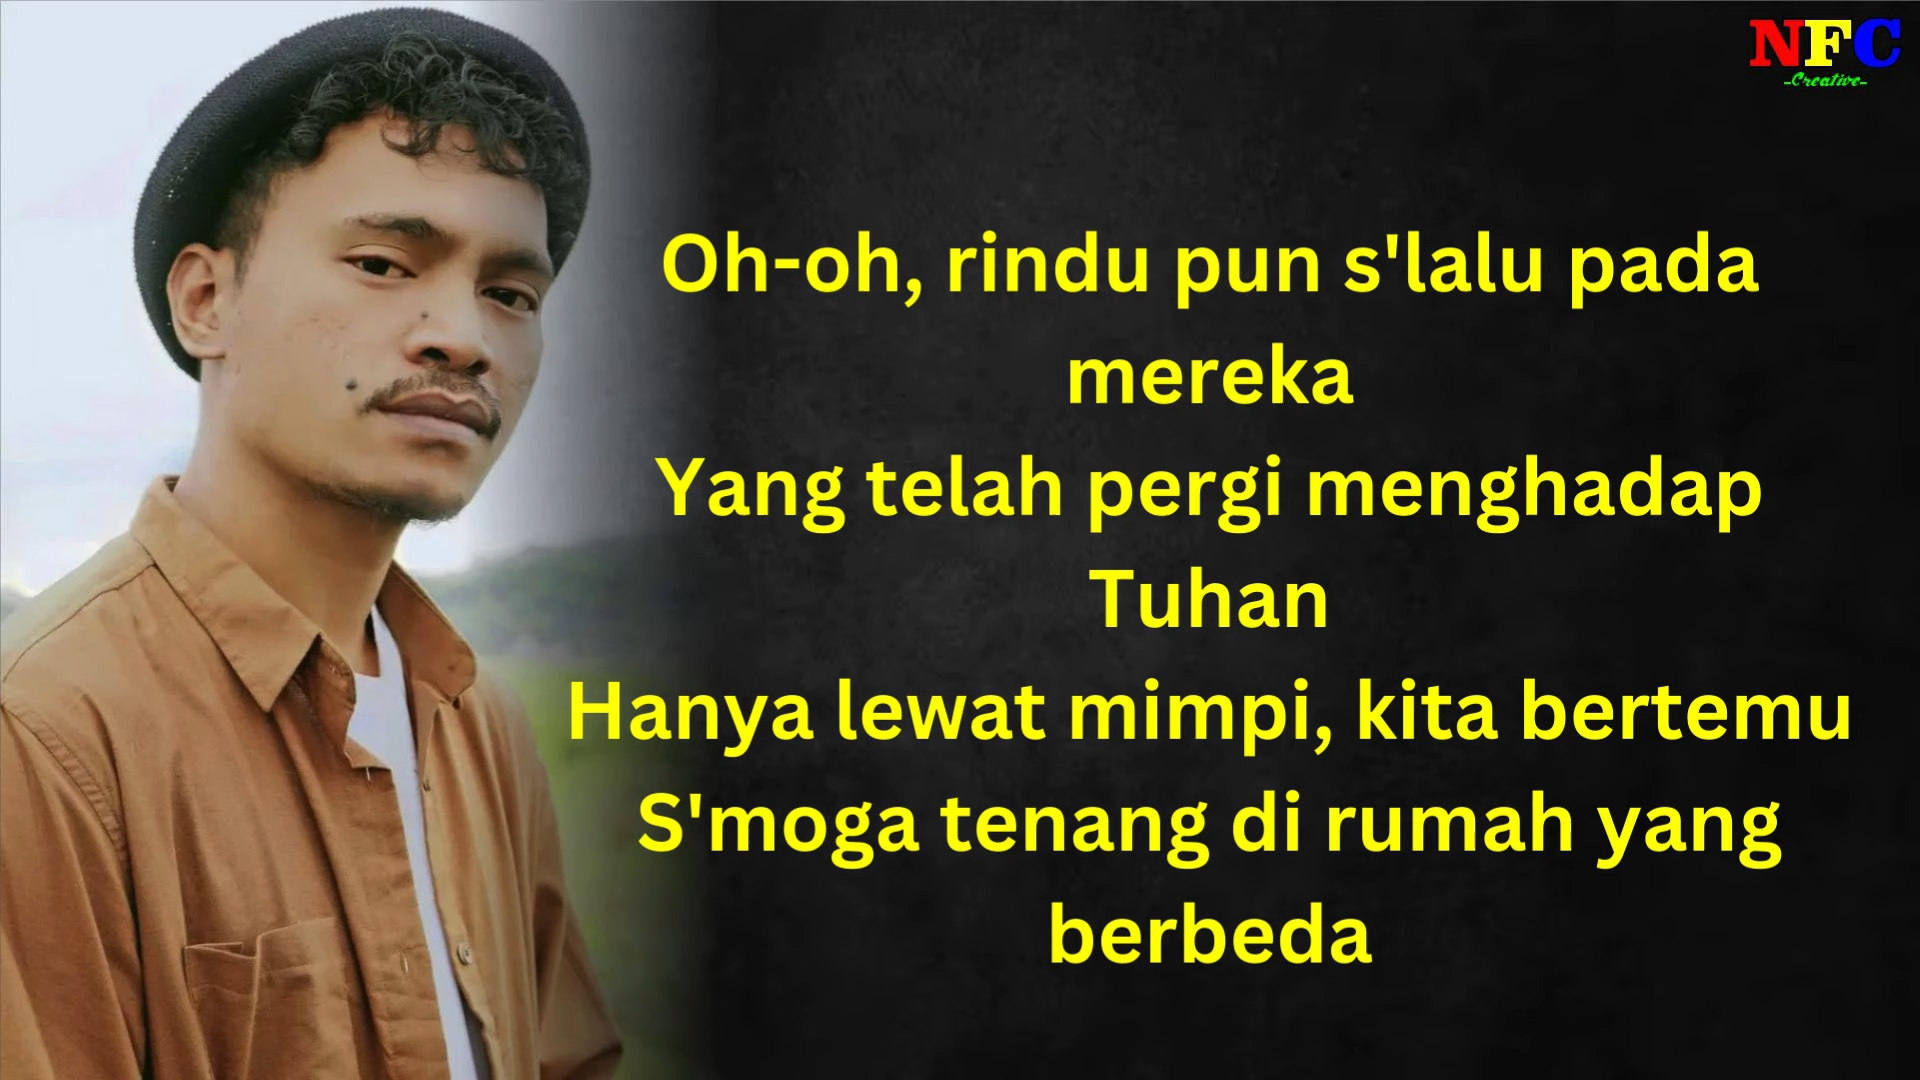 NFC
-Creative-
Oh-oh, rindu pun s'lalu pada
mereka
Yang telah pergi menghadap
Tuhan
Hanya lewat mimpi, kita bertemu
S'moga tenang di rumah yang
berbeda